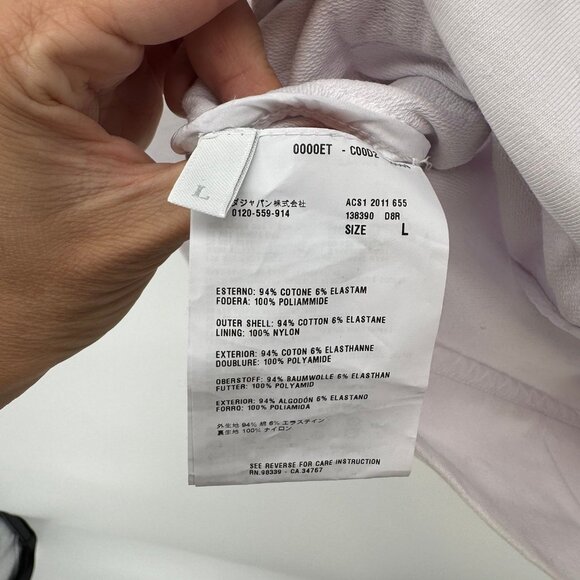 0000ET - C00D
L
ダジャパン株式会社
0120-559-914
ACS1 2011 655
138390 D8R
SIZE L
ESTERNO: 94% COTONE 6% ELASTAM
FODERA: 100% POLIAMMIDE
OUTER SHELL: 94% COTTON 6% ELASTANE
LINING: 100% NYLON
EXTERIOR: 94% COTON 6% ELASTHANNE
DOUBLURE: 100% POLYAMIDE
OBERSTOFF: 94% BAUMWOLLE 6% ELASTHAN
FUTTER: 100% POLYAMID
EXTERIOR: 94% ALGODÓN 6% ELASTANO
FORRO: 100% POLIAMIDA
外生地 94% 綿 6% エラステイン
裏生地 100% ナイロン
SEE REVERSE FOR CARE INSTRUCTION
RN.98339 - CA.34767